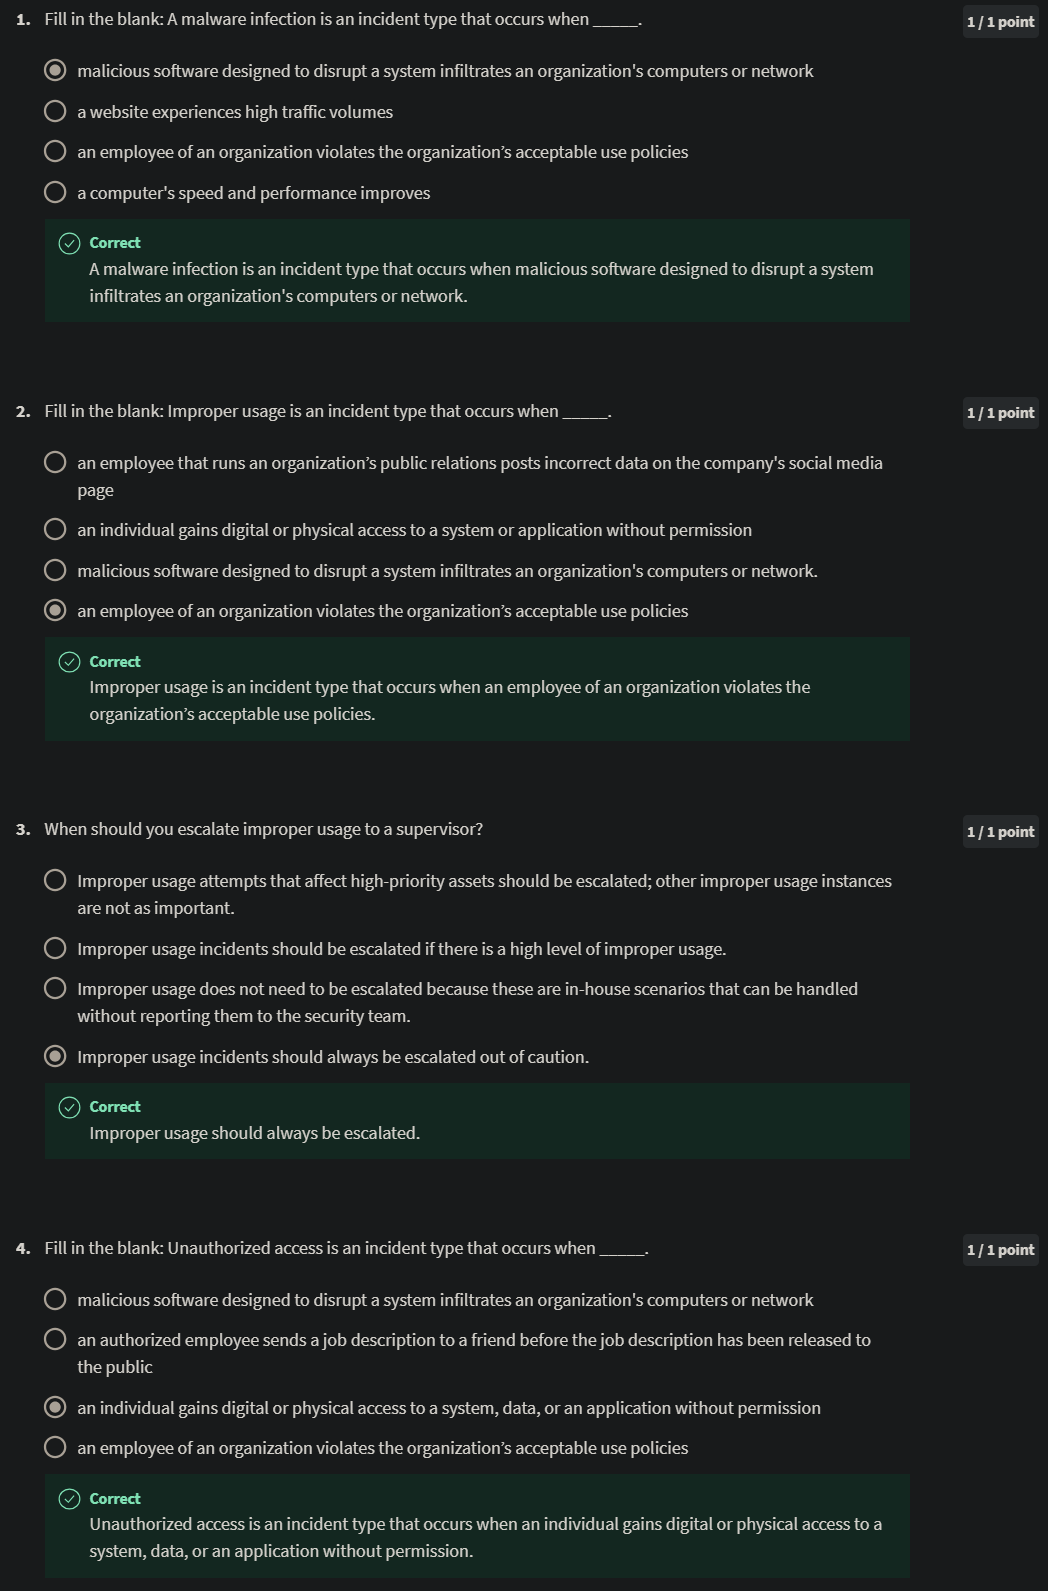 1. Fill in the blank: A malware infection is an incident type that occurs when _____.
1 / 1 point
malicious software designed to disrupt a system infiltrates an organization's computers or network
a website experiences high traffic volumes
an employee of an organization violates the organization’s acceptable use policies
a computer's speed and performance improves
Correct
A malware infection is an incident type that occurs when malicious software designed to disrupt a system
infiltrates an organization's computers or network.
2. Fill in the blank: Improper usage is an incident type that occurs when _____.
1 / 1 point
an employee that runs an organization’s public relations posts incorrect data on the company's social media
page
an individual gains digital or physical access to a system or application without permission
malicious software designed to disrupt a system infiltrates an organization's computers or network.
an employee of an organization violates the organization’s acceptable use policies
Correct
Improper usage is an incident type that occurs when an employee of an organization violates the
organization’s acceptable use policies.
3. When should you escalate improper usage to a supervisor?
1 / 1 point
Improper usage attempts that affect high-priority assets should be escalated; other improper usage instances
are not as important.
Improper usage incidents should be escalated if there is a high level of improper usage.
Improper usage does not need to be escalated because these are in-house scenarios that can be handled
without reporting them to the security team.
Improper usage incidents should always be escalated out of caution.
Correct
Improper usage should always be escalated.
4. Fill in the blank: Unauthorized access is an incident type that occurs when _____.
1 / 1 point
malicious software designed to disrupt a system infiltrates an organization's computers or network
an authorized employee sends a job description to a friend before the job description has been released to
the public
an individual gains digital or physical access to a system, data, or an application without permission
an employee of an organization violates the organization’s acceptable use policies
Correct
Unauthorized access is an incident type that occurs when an individual gains digital or physical access to a
system, data, or an application without permission.